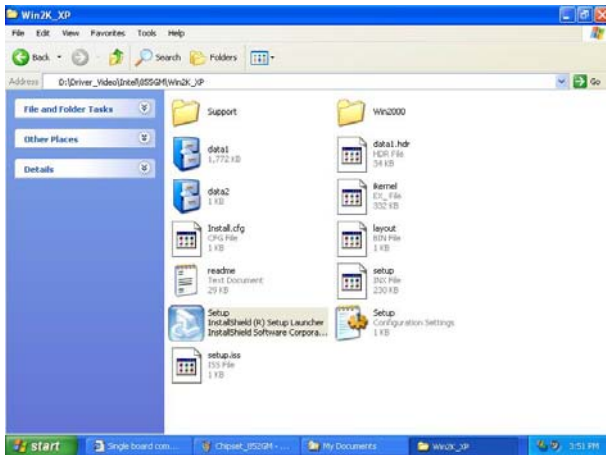 Win2K_XP
File Edit View Favorites Tools Help
Back Search Folders
Address D:\Driver_Video\Intel\855GM\Win2K_XP Go
File and Folder Tasks
Other Places
Details
Support
Win2000
data1
1,772 KB
data1.hdr
HDR File
54 KB
data2
1 KB
ikernel
EX_ File
332 KB
Install.cfg
CFG File
1 KB
layout
BIN File
1 KB
readme
Text Document
29 KB
setup
INX File
230 KB
Setup
InstallShield (R) Setup Launcher
InstallShield Software Corpora...
Setup
Configuration Settings
1 KB
setup.iss
ISS File
1 KB
start Single board com... Chipset_852GM - ... My Documents Win2K_XP 3:51 PM